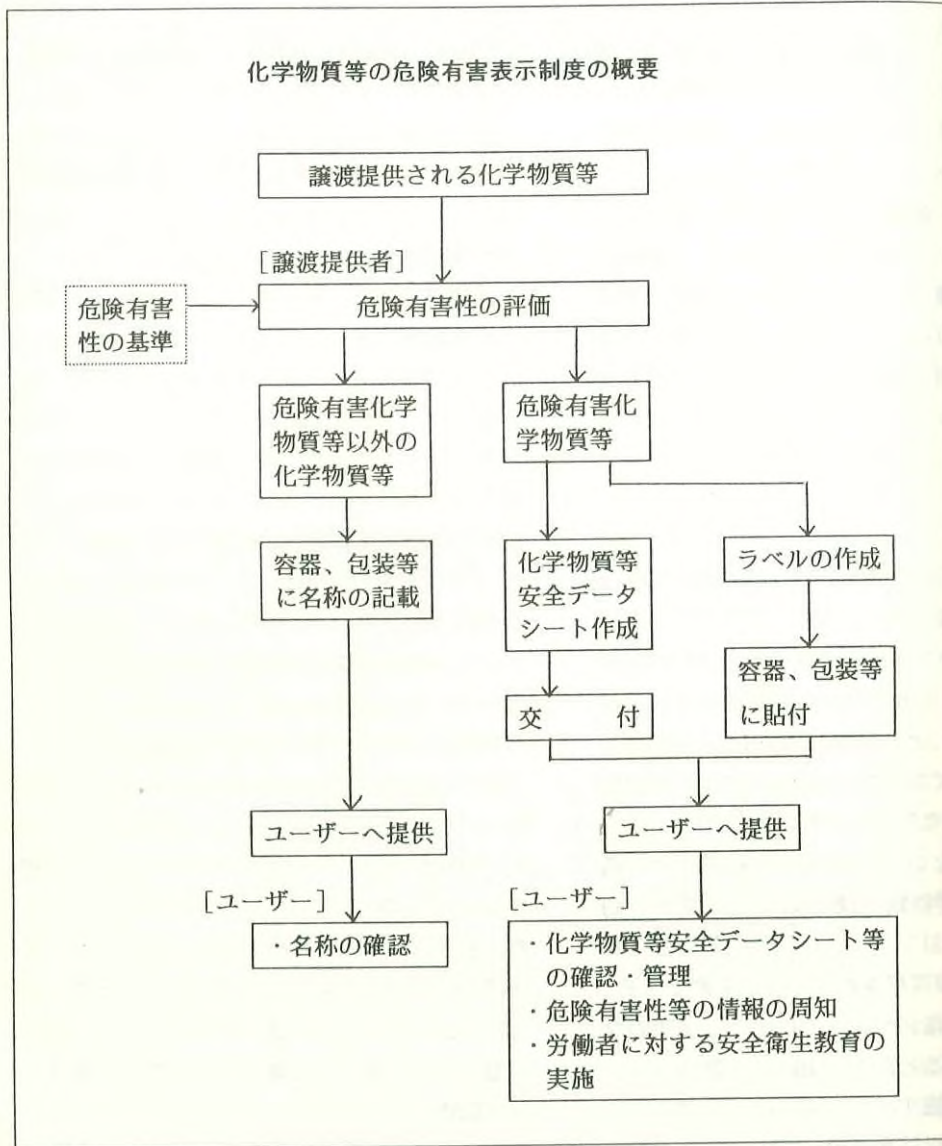 化学物質等の危険有害表示制度の概要
譲渡提供される化学物質等
［譲渡提供者］
危険有害
性の基準
危険有害性の評価
危険有害化学
物質等以外の
化学物質等
危険有害化
学物質等
容器、包装等
に名称の記載
化学物質等
安全データ
シート作成
ラベルの作成
交　　付
容器、包装等
に貼付
ユーザーへ提供
ユーザーへ提供
［ユーザー］
・名称の確認
［ユーザー］
・化学物質等安全データシート等
の確認・管理
・危険有害性等の情報の周知
・労働者に対する安全衛生教育の
実施